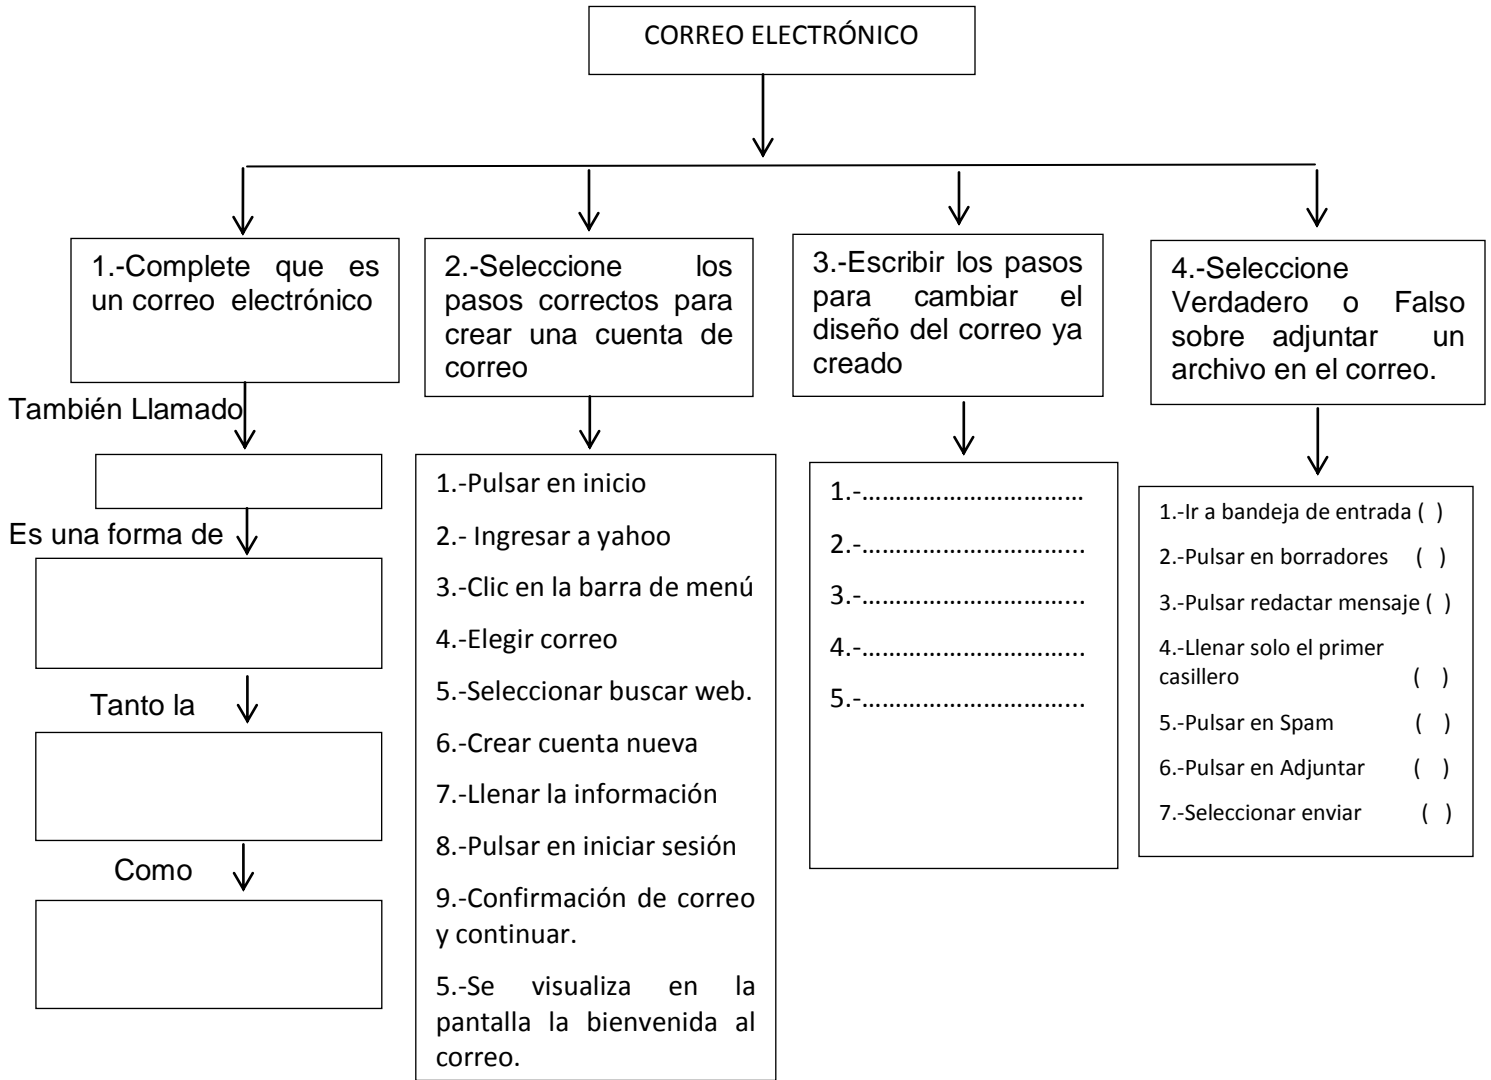 CORREO ELECTRÓNICO
1.-Complete que es
un correo electrónico
También Llamado
Es una forma de
Tanto la
Como
2.-Seleccione los
pasos correctos para
crear una cuenta de
correo
1.-Pulsar en inicio
2.- Ingresar a yahoo
3.-Clic en la barra de menú
4.-Elegir correo
5.-Seleccionar buscar web.
6.-Crear cuenta nueva
7.-Llenar la información
8.-Pulsar en iniciar sesión
9.-Confirmación de correo
y continuar.
5.-Se visualiza en la
pantalla la bienvenida al
correo.
3.-Escribir los pasos
para cambiar el
diseño del correo ya
creado
1.-.................................
2.-.................................
3.-.................................
4.-.................................
5.-.................................
4.-Seleccione
Verdadero o Falso
sobre adjuntar un
archivo en el correo.
1.-Ir a bandeja de entrada ( )
2.-Pulsar en borradores ( )
3.-Pulsar redactar mensaje ( )
4.-Llenar solo el primer
casillero ( )
5.-Pulsar en Spam ( )
6.-Pulsar en Adjuntar ( )
7.-Seleccionar enviar ( )